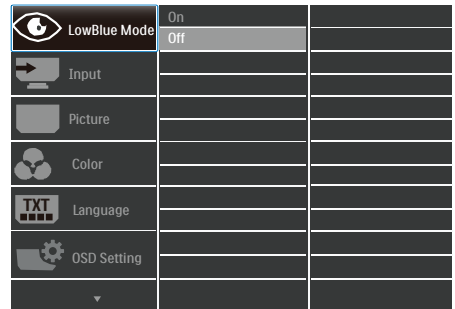 LowBlue Mode
On
Off
Input
Picture
Color
TXT
Language
OSD Setting